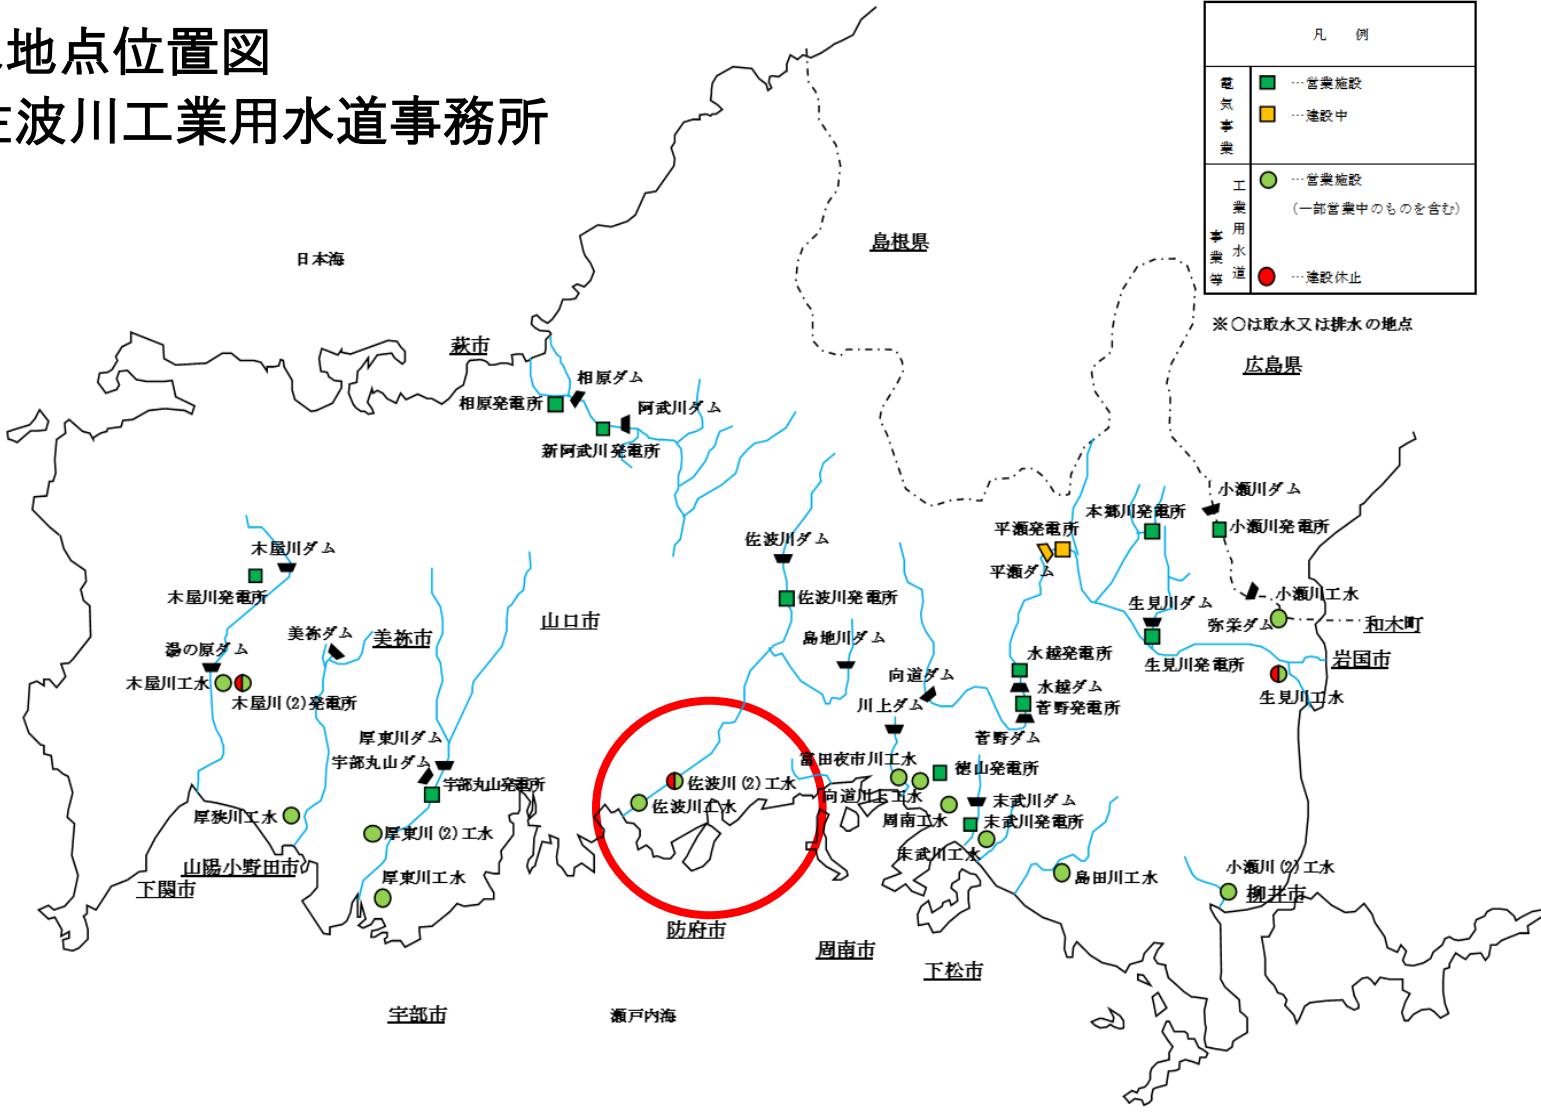 地点位置図
波川工業用水道事務所
凡　例
電気事業
…営業施設
…建設中
工業用水道
事業等
…営業施設
（一部営業中のものを含む）
…建設休止
※○は取水又は排水の地点
島根県
日本海
広島県
萩市
相原ダム
相原発電所
阿武川ダム
新阿武川発電所
小瀬川ダム
本郷川発電所
小瀬川発電所
平瀬発電所
平瀬ダム
佐波川ダム
木屋川ダム
木屋川発電所
佐波川発電所
小瀬川工水
生見川ダム
弥栄ダム
和木町
山口市
美祢ダム
美祢市
島地川ダム
湯の原ダム
水越発電所
生見川発電所
岩国市
木屋川工水
木屋川(2)発電所
向道ダム
水越ダム
生見川工水
川上ダム
菅野発電所
厚東川ダム
菅野ダム
宇部丸山ダム
富田夜市川工水
徳山発電所
宇部丸山発電所
佐波川(2)工水
向道川上工水
末武川ダム
佐波川工水
厚狭川工水
周南工水
末武川発電所
厚東川(2)工水
末武川工水
山陽小野田市
下関市
厚東川工水
島田川工水
小瀬川(2)工水
柳井市
防府市
周南市
下松市
宇部市
瀬戸内海